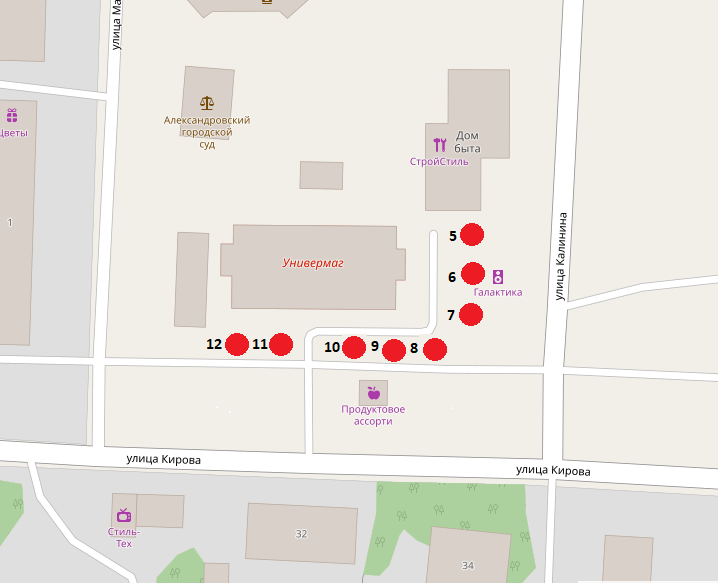 улица Ма
Александровский
городской
суд
Дом
быта
СтройСтиль
Цветы
1
Универмаг
улица Калинина
5
6
Галактика
7
12
11
10
9
8
Продуктовое
ассорти
улица Кирова
улица Кирова
Стиль-
Тех
32
34